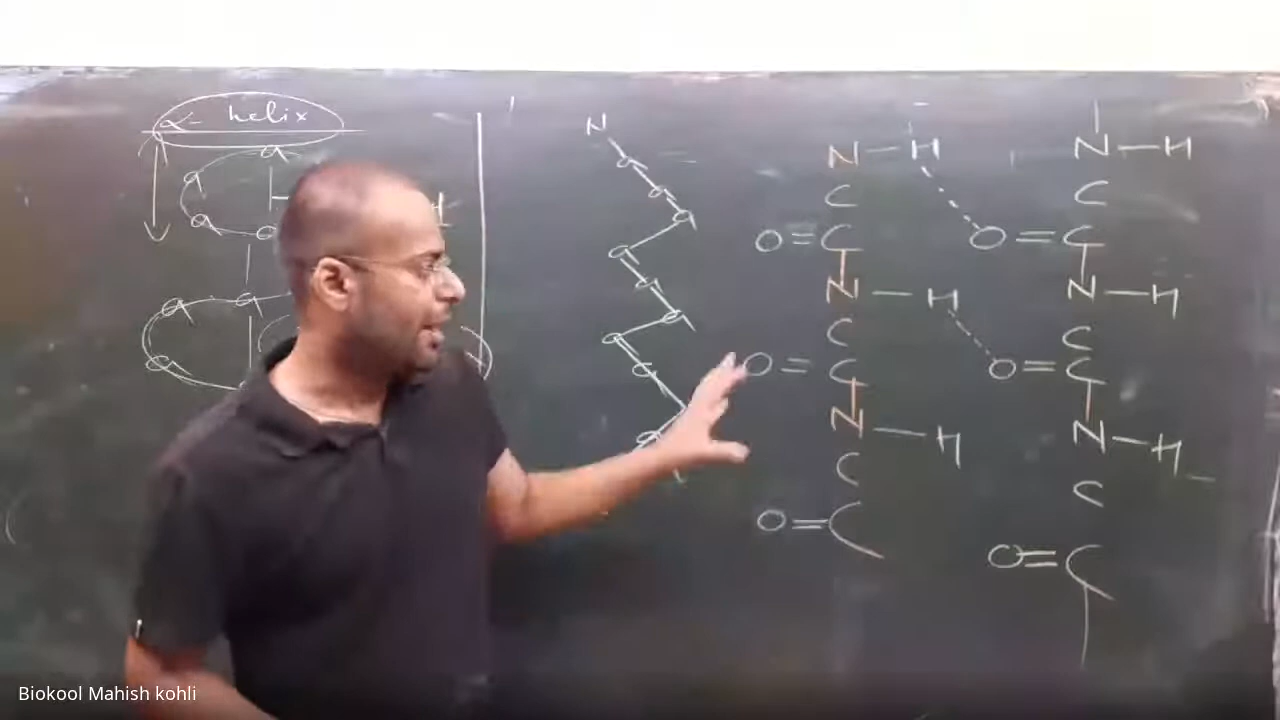 α- helix
a
a
a
a
a
a
a
H
N
a
a
a
a
a
a
a
a
a
N — H
C
O = C
N — H
C
O = C
N — H
C
O = C
N — H
C
O = C
N — H
C
O = C
N — H
C
O = C
Biokool Mahish kohli